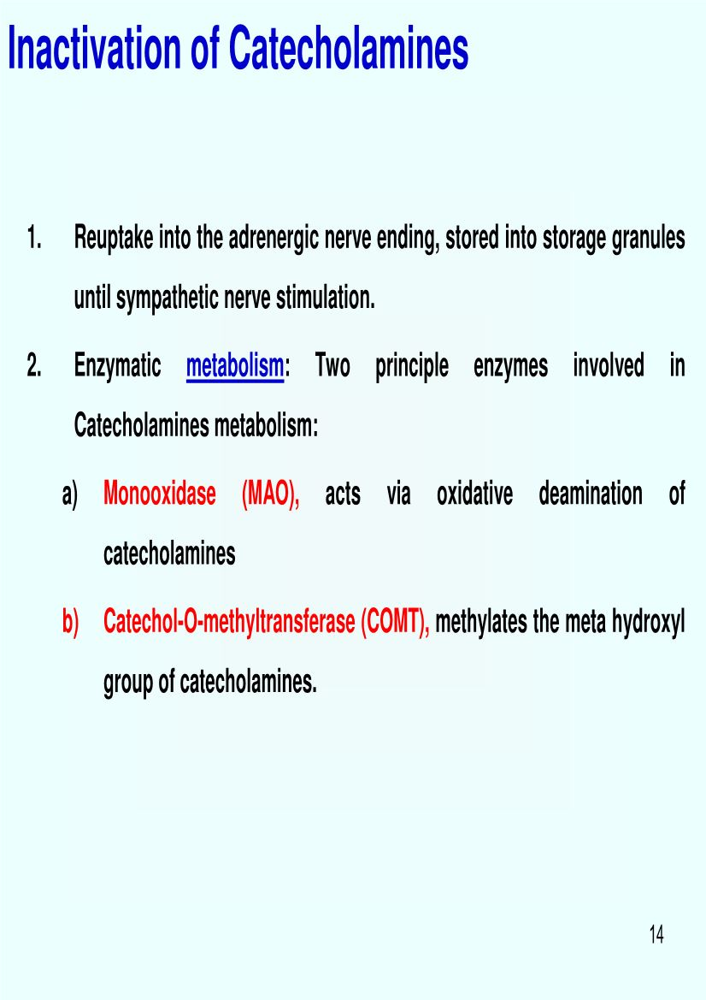 Inactivation of Catecholamines
1. Reuptake into the adrenergic nerve ending, stored into storage granules
until sympathetic nerve stimulation.
2. Enzymatic metabolism: Two principle enzymes involved in
Catecholamines metabolism:
a) Monooxidase (MAO), acts via oxidative deamination of
catecholamines
b) Catechol-O-methyltransferase (COMT), methylates the meta hydroxyl
group of catecholamines.
14